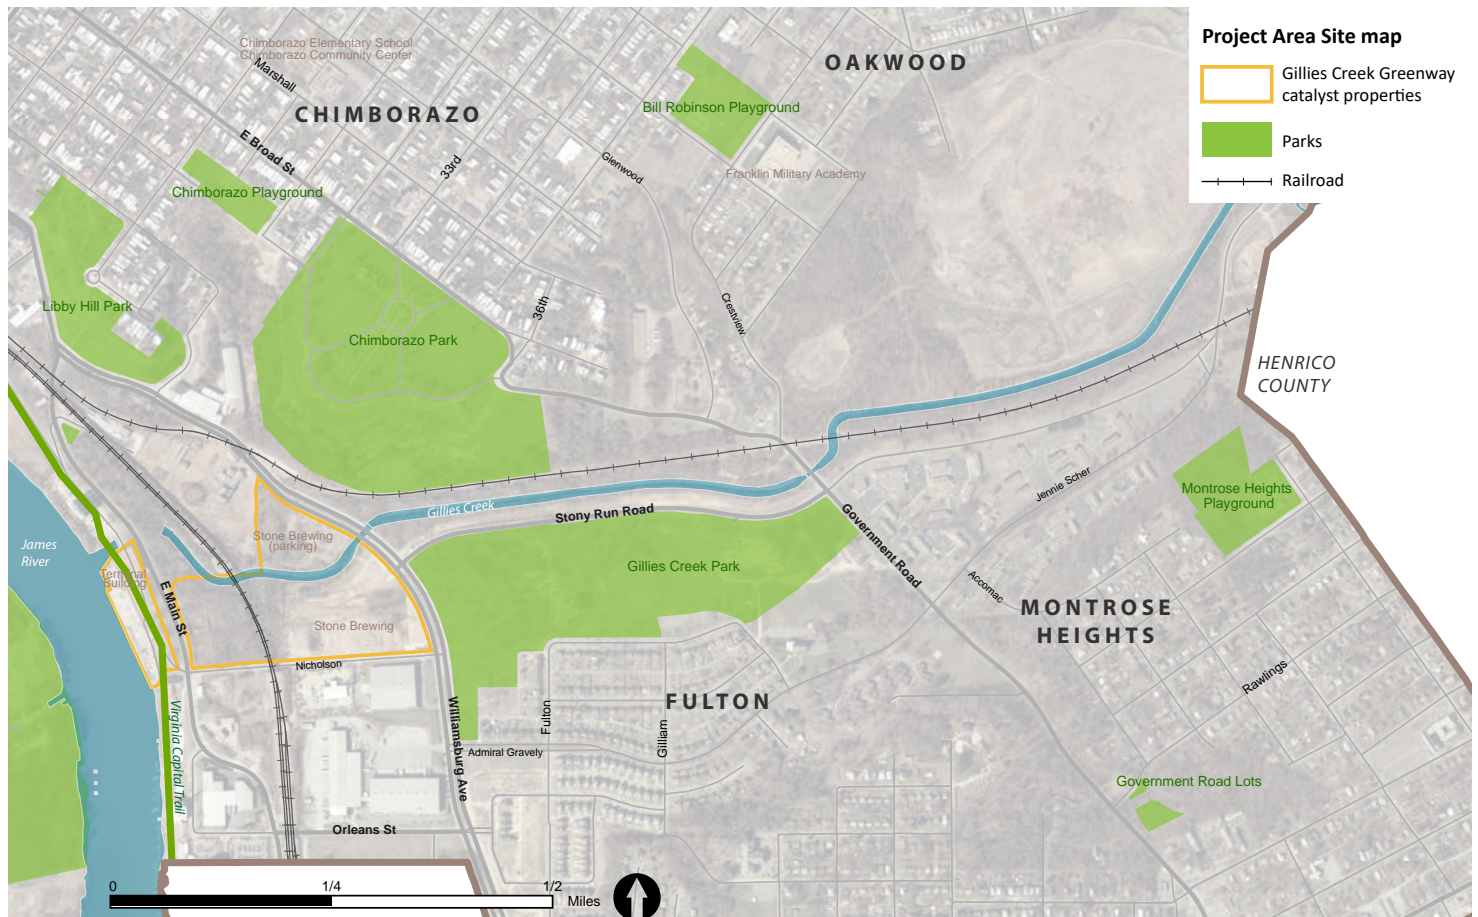 Project Area Site map
Gillies Creek Greenway
catalyst properties
Parks
Railroad
Chimborazo Elementary School
Chimborazo Community Center
Marshall
CHIMBORAZO
OAKWOOD
Bill Robinson Playground
E Broad St
33rd
Glenwood
Franklin Military Academy
Chimborazo Playground
Libby Hill Park
36th
Crestview
Chimborazo Park
HENRICO
COUNTY
Jennie Scher
Montrose Heights
Playground
Gillies Creek
Stony Run Road
Government Road
James
River
Stone Brewing
(parking)
Terminal
Building
E Main St
Gillies Creek Park
Accomac
MONTROSE
HEIGHTS
Stone Brewing
Nicholson
Rawlings
Virginia Capital Trail
Williamsburg Ave
Fulton
Gilliam
FULTON
Admiral Gravely
Government Road Lots
Orleans St
0
1/4
1/2
Miles